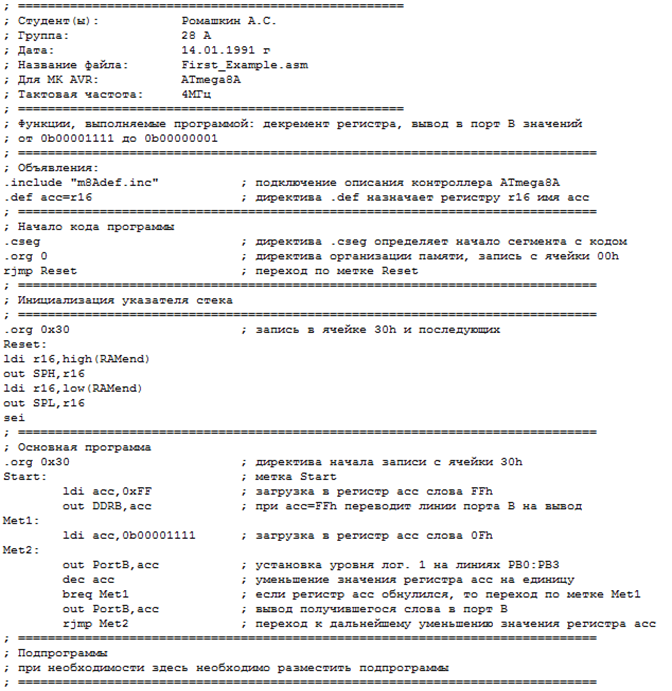 ; ====================================================
; Студент(ы):           Ромашкин А.С.
; Группа:               28 А
; Дата:                 14.01.1991 г
; Название файла:       First_Example.asm
; Для МК AVR:           ATmega8A
; Тактовая частота:     4МГц
; ====================================================
; Функции, выполняемые программой: декремент регистра, вывод в порт B значений
; от 0b00001111 до 0b00000001
; ==============================================================================
; Объявления:
.include "m8Adef.inc"           ; подключение описания контроллера ATmega8A
.def acc=r16                    ; директива .def назначает регистру r16 имя acc
; ==============================================================================
; Начало кода программы
.cseg                           ; директива .cseg определяет начало сегмента с кодом
.org 0                          ; директива организации памяти, запись с ячейки 00h
rjmp Reset                      ; переход по метке Reset
; ==============================================================================
; Инициализация указателя стека
; ==============================================================================
.org 0x30                       ; запись в ячейке 30h и последующих
Reset:
ldi r16,high(RAMend)
out SPH,r16
ldi r16,low(RAMend)
out SPL,r16
sei
; ==============================================================================
; Основная программа
.org 0x30                       ; директива начала записи с ячейки 30h
Start:                          ; метка Start
        ldi acc,0xFF            ; загрузка в регистр acc слова FFh
        out DDRB,acc            ; при acc=FFh переводит линии порта B на вывод
Met1:
        ldi acc,0b00001111      ; загрузка в регистр acc слова 0Fh
Met2:
        out PortB,acc           ; установка уровня лог. 1 на линиях PB0:PB3
        dec acc                 ; уменьшение значения регистра acc на единицу
        breq Met1               ; если регистр acc обнулился, то переход по метке Met1
        out PortB,acc           ; вывод получившегося слова в порт B
        rjmp Met2               ; переход к дальнейшему уменьшению значения регистра acc
; ==============================================================================
; Подпрограммы
; при необходимости здесь необходимо разместить подпрограммы
; ==============================================================================